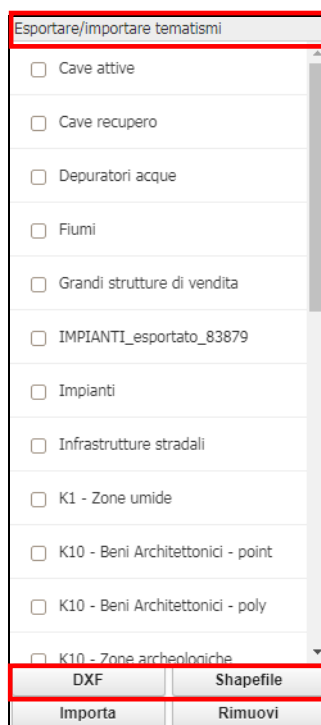 Esportare/importare tematismi
Cave attive
Cave recupero
Depuratori acque
Fiumi
Grandi strutture di vendita
IMPIANTI_esportato_83879
Impianti
Infrastrutture stradali
K1 - Zone umide
K10 - Beni Architettonici - point
K10 - Beni Architettonici - poly
K10 - Zone archeologiche
DXF Shapefile
Importa Rimuovi